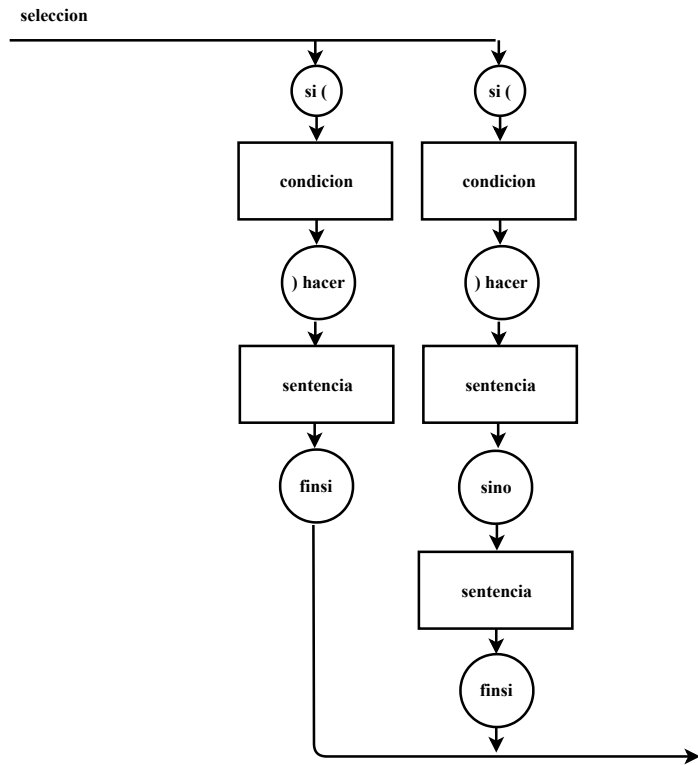 seleccion
si (
si (
condicion
condicion
) hacer
) hacer
sentencia
sentencia
finsi
sino
sentencia
finsi